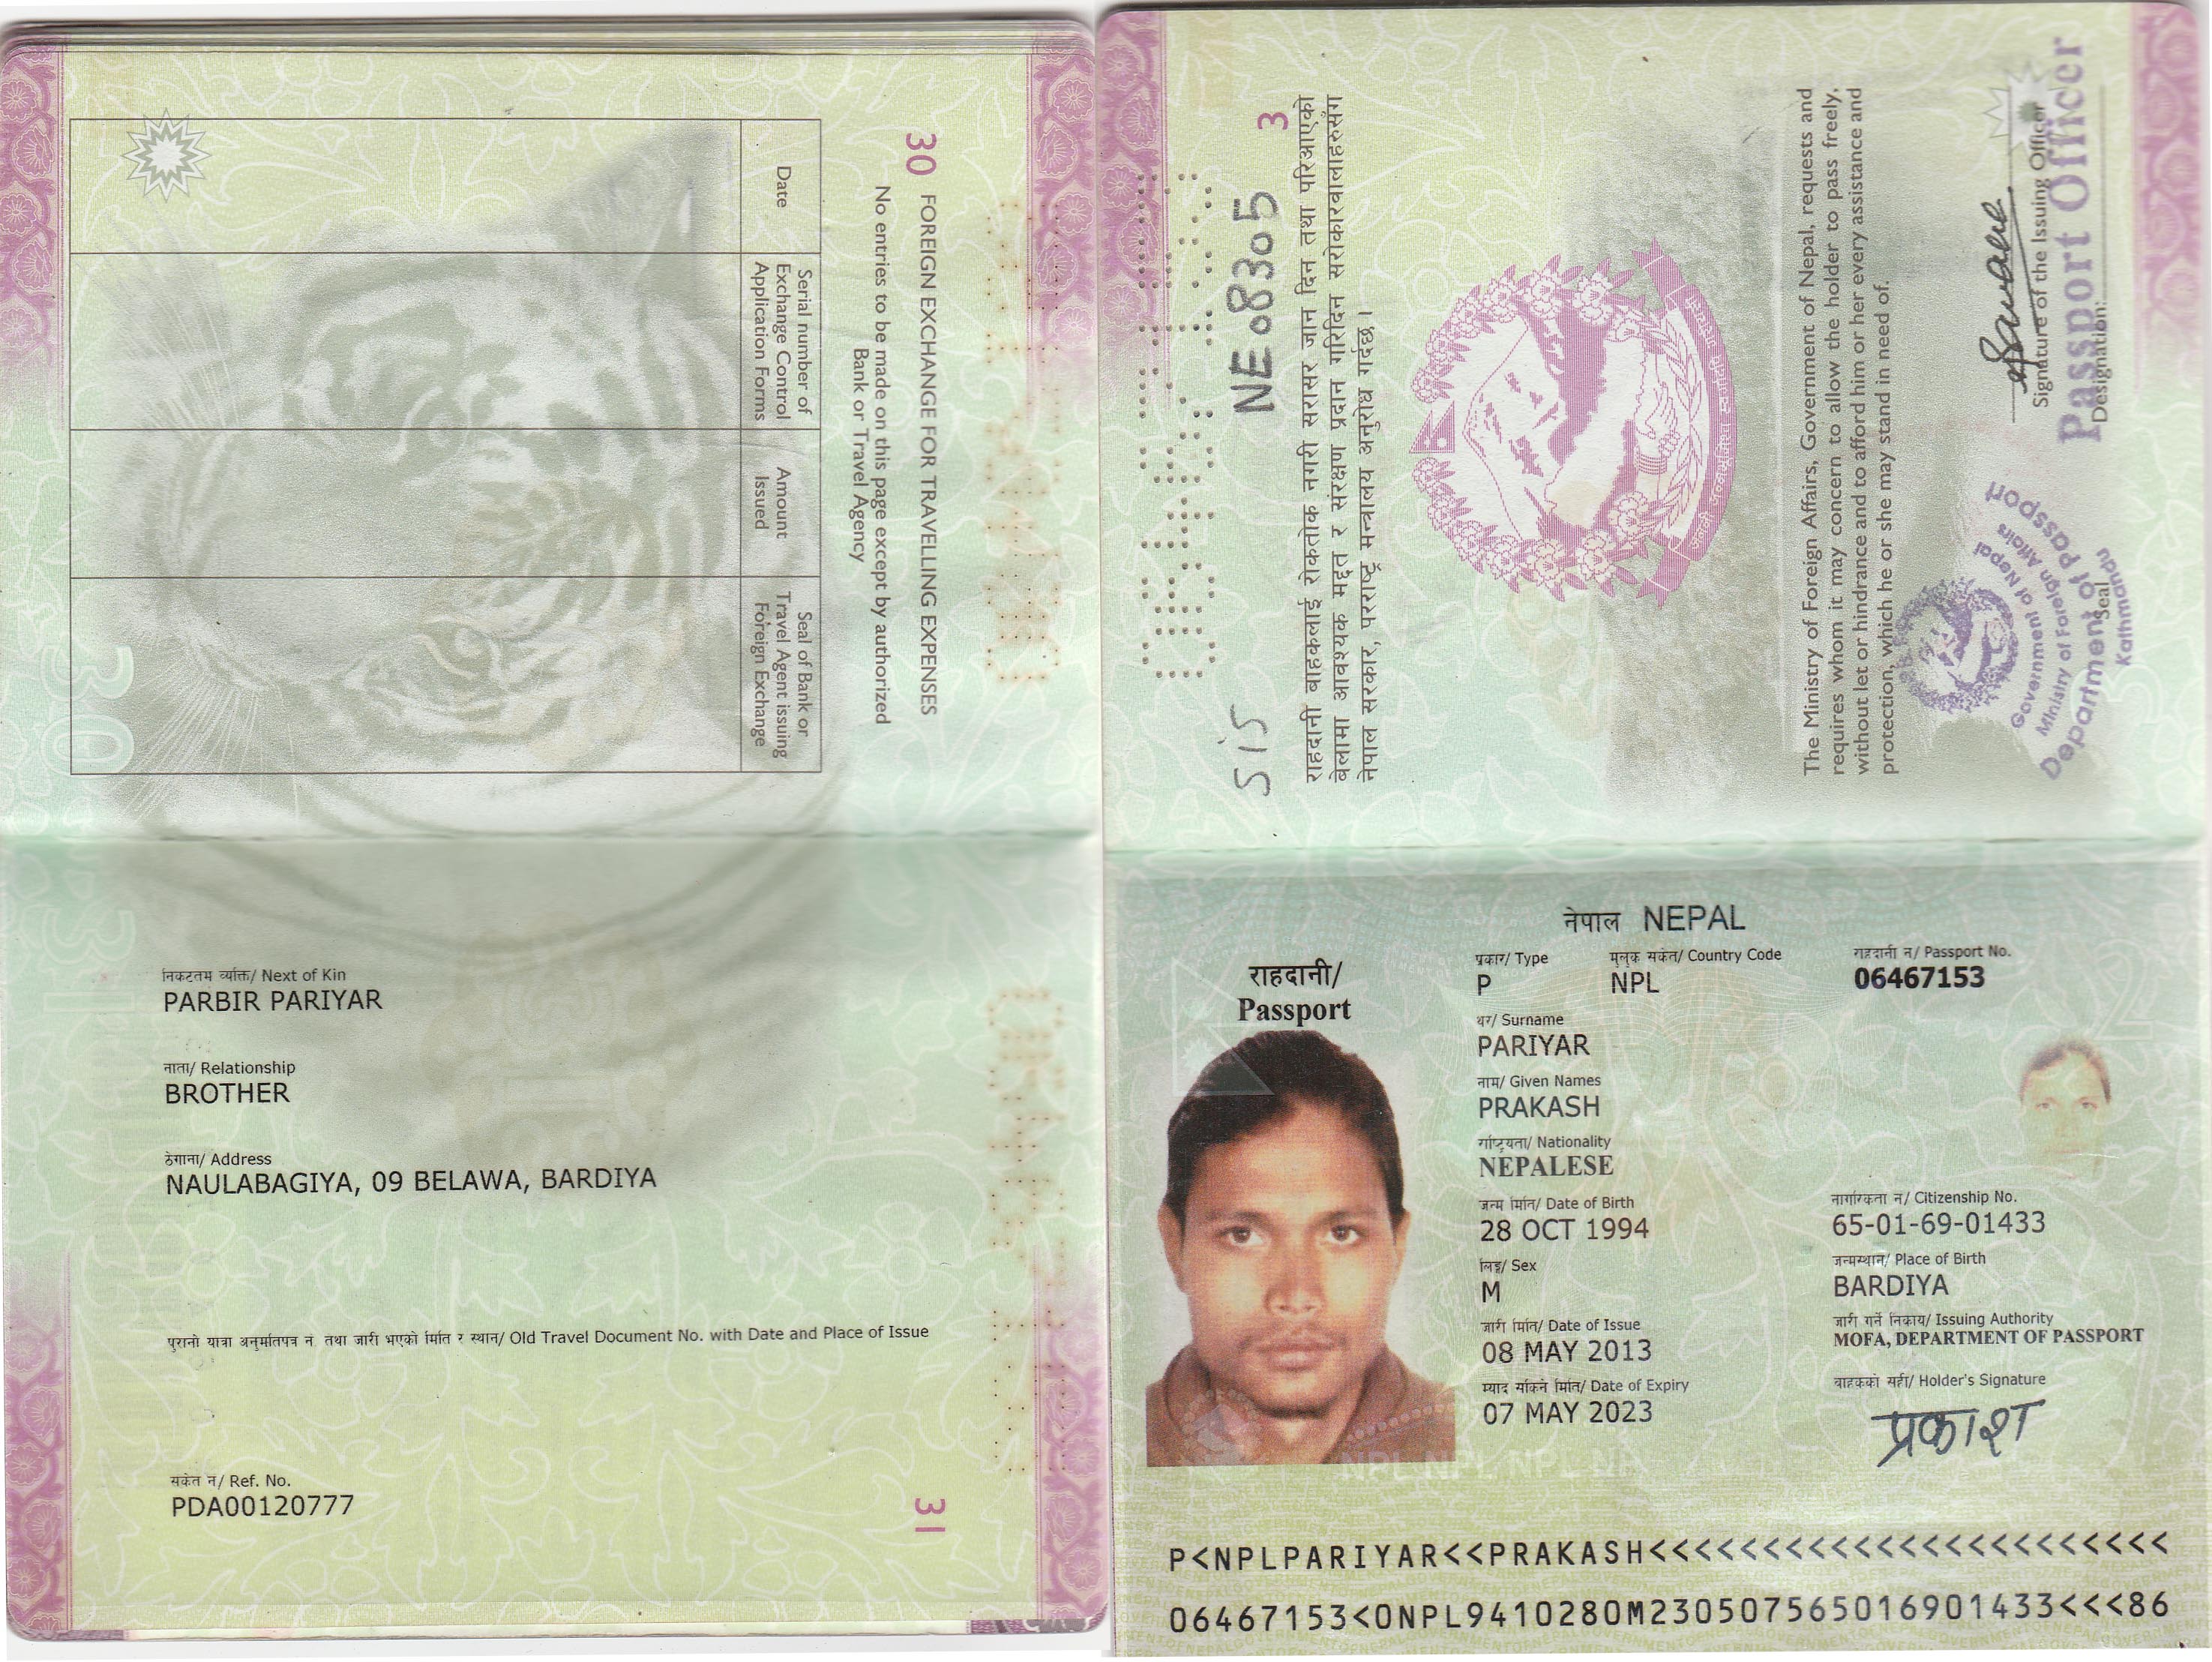 30
FOREIGN EXCHANGE FOR TRAVELING EXPENSES
No entries to be made on this page except by authorized
Bank or Travel Agency
Date
Serial number of
Exchange Control
Application Forms
Amount
Issued
Seal of Bank or
Travel Agent issuing
Foreign Exchange
निकटतम व्यक्ति/ Next of Kin
PARBIR PARIYAR
नाता/ Relationship
BROTHER
ठेगाना/ Address
NAULABAGIYA, 09 BELAWA, BARDIYA
पुरानो यात्रा अनुमतिपत्र नं. तथा जारी भएको मिति र स्थान/ Old Travel Document No. with Date and Place of Issue
संकेत नं/ Ref. No.
PDA00120777
31
3
NE08305
SIS
राहदानी वाहकलाई रोकतोक नगरी सरासर जान दिन तथा परिआएको
बेलामा आवश्यक मद्दत र संरक्षण प्रदान गरिदिन सरोकारवालाहरुसंग
नेपाल सरकार, परराष्ट्र मन्त्रालय अनुरोध गर्दछ ।
The Ministry of Foreign Affairs, Government of Nepal, requests and
requires whom it may concern to allow the holder to pass freely,
without let or hindrance and to afford him or her every assistance and
protection, which he or she may stand in need of.
Signature of the Issuing Officer
Passport Officer
Designation:
Government of Nepal
Ministry of Foreign Affairs
Department of Passport
Seal
Kathmandu
नेपाल NEPAL
राहदानी/
Passport
प्रकार/ Type
P
मुलुक संकेत/ Country Code
NPL
राहदानी नं/ Passport No.
06467153
थर/ Surname
PARIYAR
नाम/ Given Names
PRAKASH
राष्ट्रियता/ Nationality
NEPALESE
जन्म मिति/ Date of Birth
28 OCT 1994
नागरिकता नं/ Citizenship No.
65-01-69-01433
लिङ्ग/ Sex
M
जन्मस्थान/ Place of Birth
BARDIYA
जारी मिति/ Date of Issue
08 MAY 2013
जारी गर्ने निकाय/ Issuing Authority
MOFA, DEPARTMENT OF PASSPORT
म्याद सकिने मिति/ Date of Expiry
07 MAY 2023
वाहकको सही/ Holder's Signature
प्रकाश
P<NPLPARIYAR<<PRAKASH<<<<<<<<<<<<<<<<<<<<<<<
06467153<0NPL9410280M230507565016901433<<<86